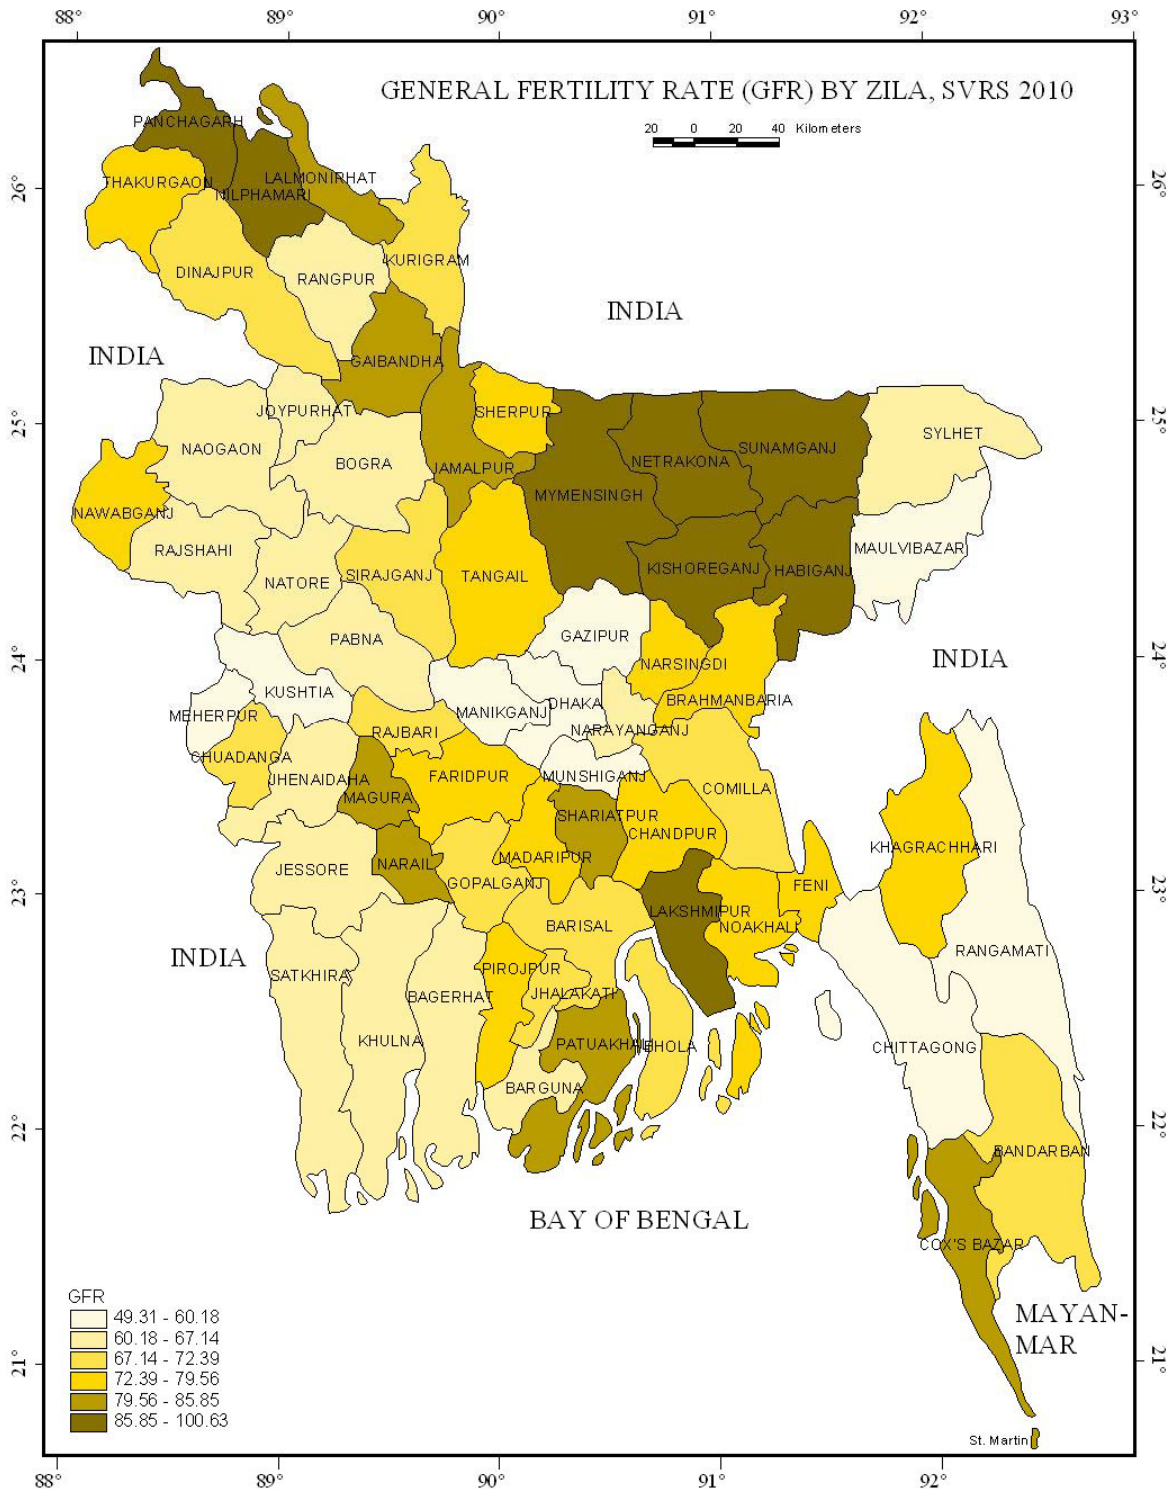 88° 89° 90° 91° 92° 93°
GENERAL FERTILITY RATE (GFR) BY ZILA, SVRS 2010
20 0 20 40 Kilometers
PANCHAGARH
26°
THAKURGAON
LALMONIRHAT
NILPHAMARI
26°
KURIGRAM
DINAJPUR
RANGPUR
INDIA
INDIA
GAIBANDHA
JOYPURHAT
SHERPUR
25°
25°
NAOGAON
BOGRA
JAMALPUR
NETRAKONA
SUNAMGANJ
SYLHET
MYMENSINGH
NAWABGANJ
RAJSHAHI
NATORE
SIRAJGANJ
TANGAIL
KISHOREGANJ
HABIGANJ
MAULVIBAZAR
PABNA
GAZIPUR
24°
24°
NARSINGDI
INDIA
KUSHTIA
DHAKA
BRAHMANBARIA
MEHERPUR
MANIKGANJ
RAJBARI
NARAYANGANJ
CHUADANGA
JHENAIDAHA
FARIDPUR
MUNSHIGANJ
COMILLA
MAGURA
SHARIATPUR
CHANDPUR
KHAGRACHHARI
JESSORE
NARAIL
MADARIPUR
GOPALGANJ
FENI
23°
23°
LAKSHMIPUR
BARISAL
NOAKHALI
INDIA
RANGAMATI
SATKHIRA
PIROJPUR
BAGERHAT
JHALAKATI
KHULNA
PATUAKHALI
BHOLA
CHITTAGONG
BARGUNA
22°
22°
BANDARBAN
BAY OF BENGAL
COX'S BAZAR
GFR
49.31 - 60.18
60.18 - 67.14
67.14 - 72.39
72.39 - 79.56
79.56 - 85.85
85.85 - 100.63
MAYAN-
MAR
21°
21°
St. Martin
88° 89° 90° 91° 92°